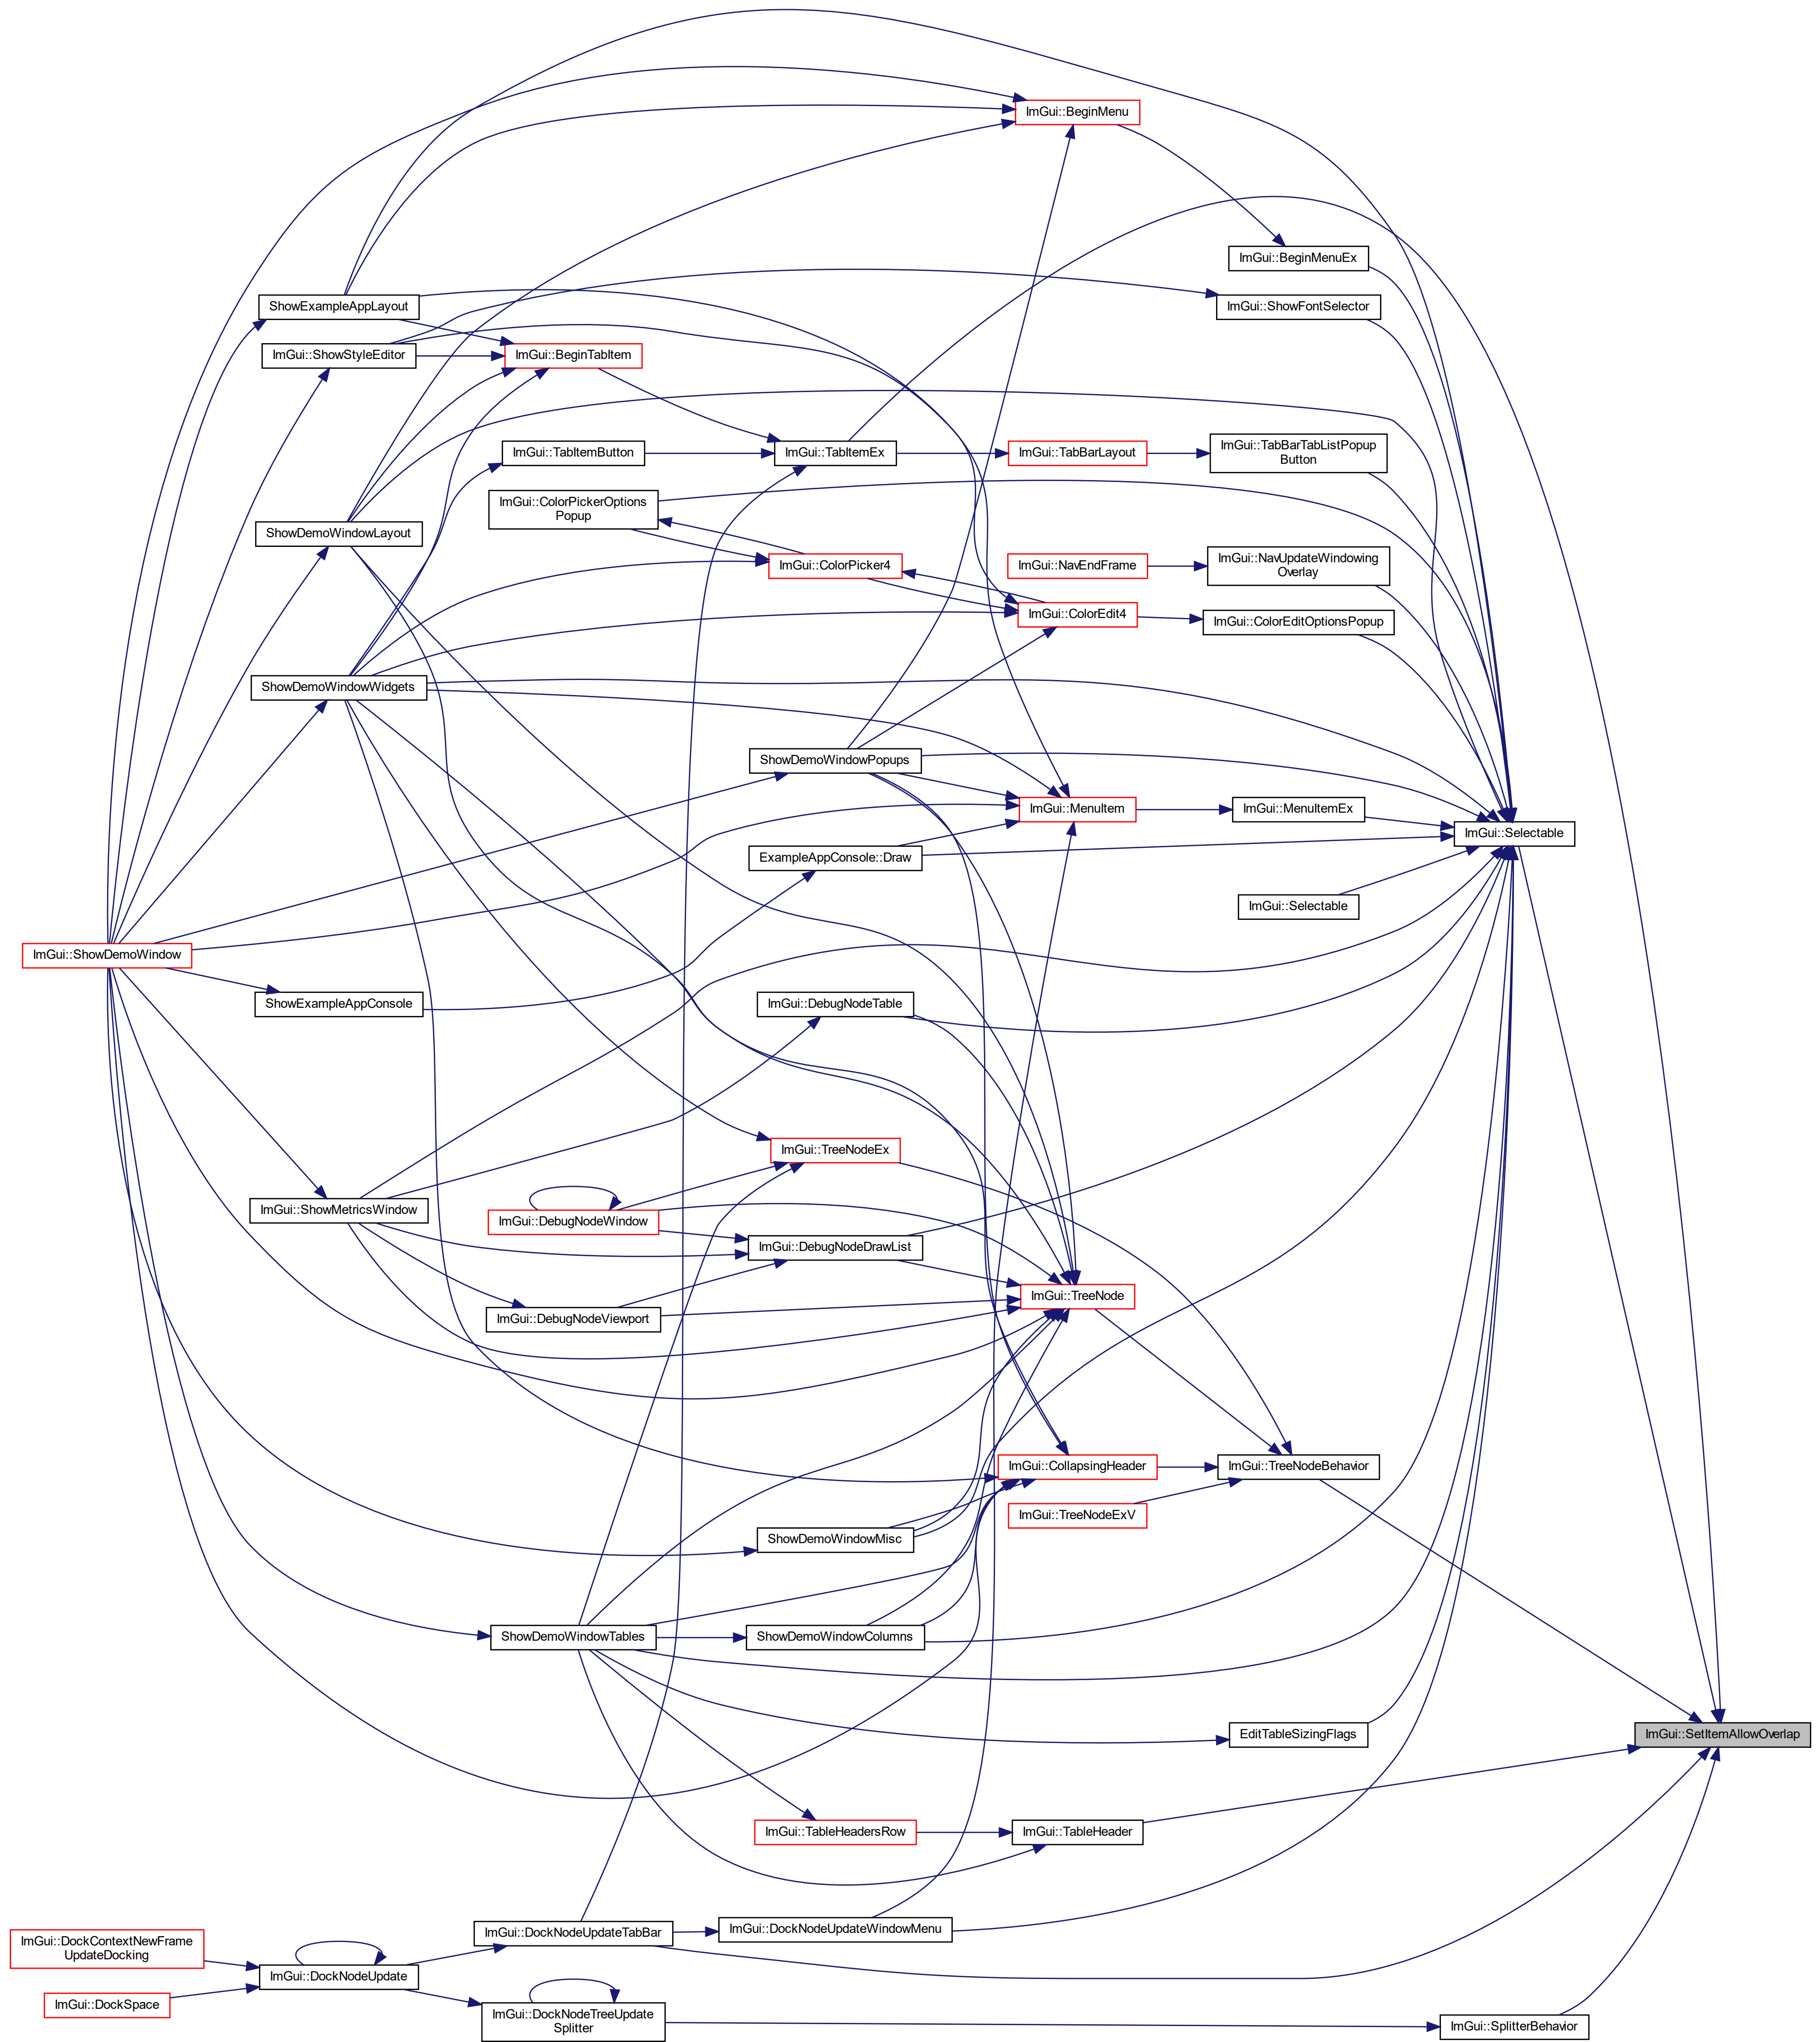 ImGui::BeginMenu
ImGui::BeginMenuEx
ShowExampleAppLayout
ImGui::ShowFontSelector
ImGui::ShowStyleEditor
ImGui::BeginTabItem
ImGui::TabItemButton
ImGui::TabItemEx
ImGui::TabBarLayout
ImGui::TabBarTabListPopup
Button
ImGui::ColorPickerOptions
Popup
ShowDemoWindowLayout
ImGui::ColorPicker4
ImGui::NavEndFrame
ImGui::NavUpdateWindowing
Overlay
ImGui::ColorEdit4
ImGui::ColorEditOptionsPopup
ShowDemoWindowWidgets
ShowDemoWindowPopups
ImGui::MenuItem
ImGui::MenuItemEx
ImGui::Selectable
ExampleAppConsole::Draw
ImGui::Selectable
ImGui::ShowDemoWindow
ShowExampleAppConsole
ImGui::DebugNodeTable
ImGui::TreeNodeEx
ImGui::ShowMetricsWindow
ImGui::DebugNodeWindow
ImGui::DebugNodeDrawList
ImGui::TreeNode
ImGui::DebugNodeViewport
ImGui::CollapsingHeader
ImGui::TreeNodeBehavior
ImGui::TreeNodeExV
ShowDemoWindowMisc
ShowDemoWindowTables
ShowDemoWindowColumns
EditTableSizingFlags
ImGui::SetItemAllowOverlap
ImGui::TableHeadersRow
ImGui::TableHeader
ImGui::DockNodeUpdateTabBar
ImGui::DockNodeUpdateWindowMenu
ImGui::DockContextNewFrame
UpdateDocking
ImGui::DockNodeUpdate
ImGui::DockSpace
ImGui::DockNodeTreeUpdate
Splitter
ImGui::SplitterBehavior